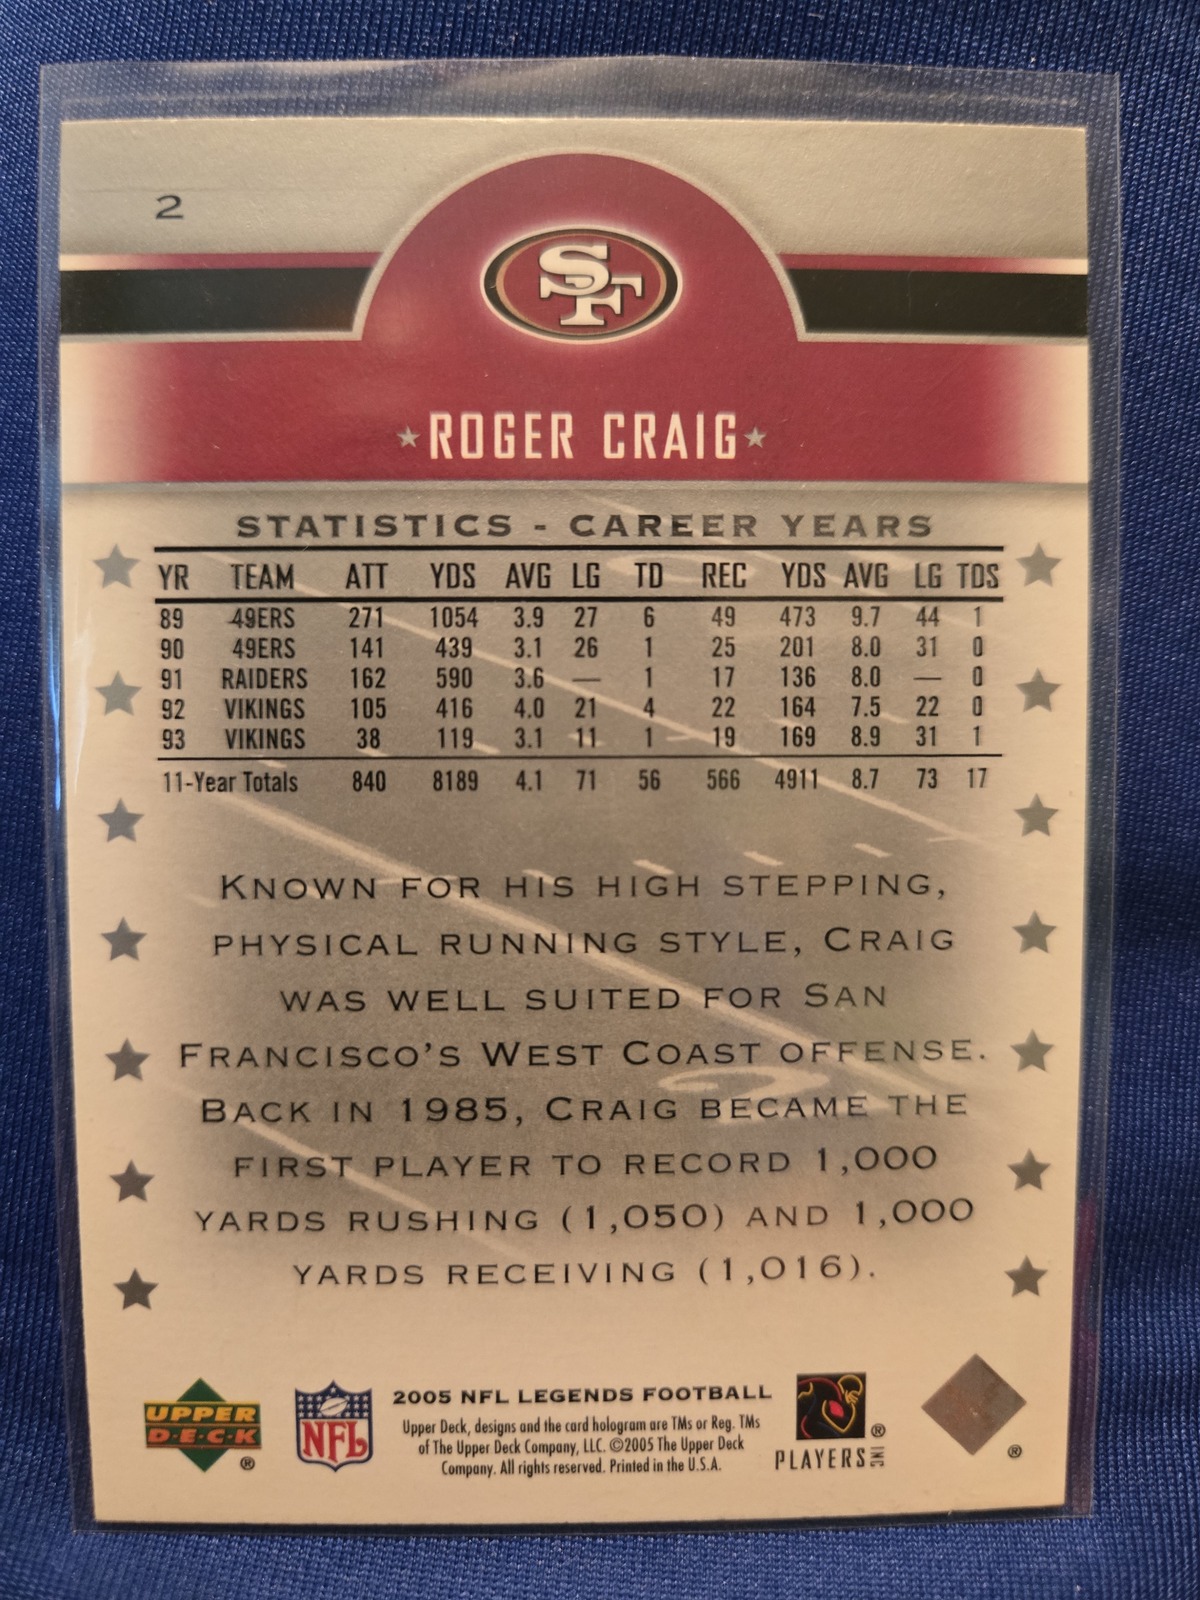 2
SF
ROGER CRAIG
STATISTICS - CAREER YEARS
YR TEAM ATT YDS AVG LG TD REC YDS AVG LG TDS
89 49ERS 271 1054 3.9 27 6 49 473 9.7 44 1
90 49ERS 141 439 3.1 26 1 25 201 8.0 31 0
91 RAIDERS 162 590 3.6 — 1 17 136 8.0 — 0
92 VIKINGS 105 416 4.0 21 4 22 164 7.5 22 0
93 VIKINGS 38 119 3.1 11 1 19 169 8.9 31 1
11-Year Totals 840 8189 4.1 71 56 566 4911 8.7 73 17
KNOWN FOR HIS HIGH STEPPING,
PHYSICAL RUNNING STYLE, CRAIG
WAS WELL SUITED FOR SAN
FRANCISCO'S WEST COAST OFFENSE.
BACK IN 1985, CRAIG BECAME THE
FIRST PLAYER TO RECORD 1,000
YARDS RUSHING (1,050) AND 1,000
YARDS RECEIVING (1,016).
UPPER
D·E·C·K
®
NFL
2005 NFL LEGENDS FOOTBALL
Upper Deck, designs and the card hologram are TMs or Reg. TMs
of The Upper Deck Company, LLC. ©2005 The Upper Deck
Company. All rights reserved. Printed in the U.S.A.
®
PLAYERS INC
®